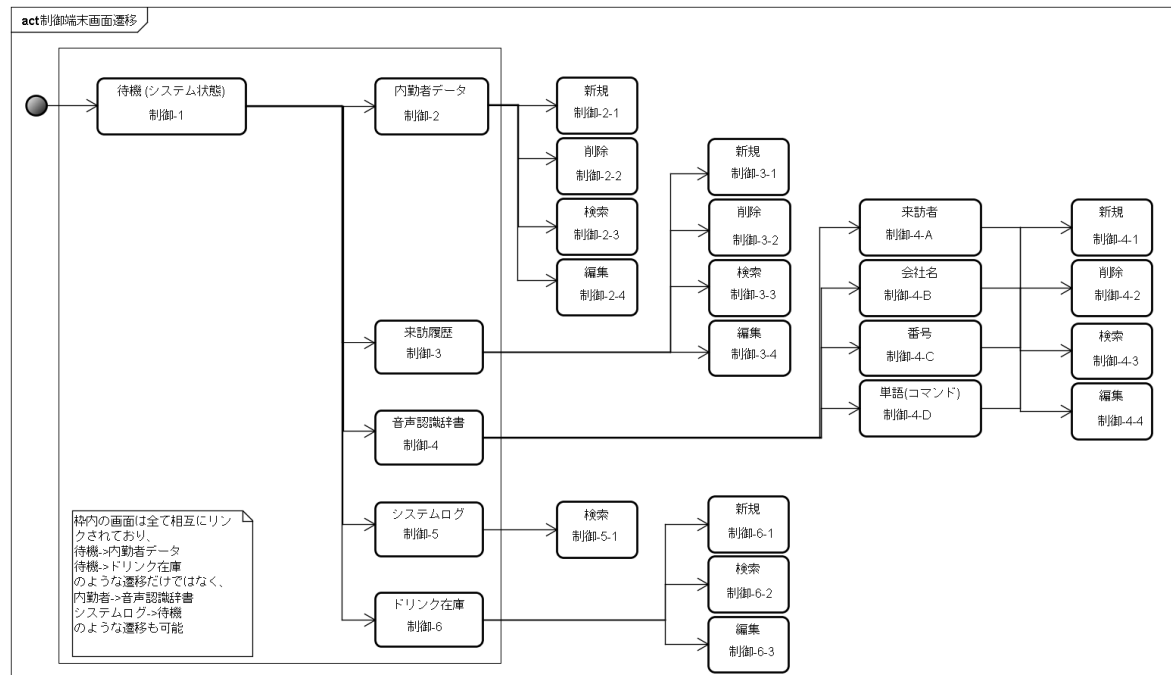 act制御端末画面遷移
待機 (システム状態)
制御-1
内勤者データ
制御-2
新規
制御-2-1
削除
制御-2-2
検索
制御-2-3
編集
制御-2-4
来訪履歴
制御-3
新規
制御-3-1
削除
制御-3-2
検索
制御-3-3
編集
制御-3-4
音声認識辞書
制御-4
来訪者
制御-4-A
会社名
制御-4-B
番号
制御-4-C
単語(コマンド)
制御-4-D
新規
制御-4-1
削除
制御-4-2
検索
制御-4-3
編集
制御-4-4
システムログ
制御-5
検索
制御-5-1
ドリンク在庫
制御-6
新規
制御-6-1
検索
制御-6-2
編集
制御-6-3
枠内の画面は全て相互にリン
クされており、
待機->内勤者データ
待機->ドリンク在庫
のような遷移だけではなく、
内勤者->音声認識辞書
システムログ->待機
のような遷移も可能